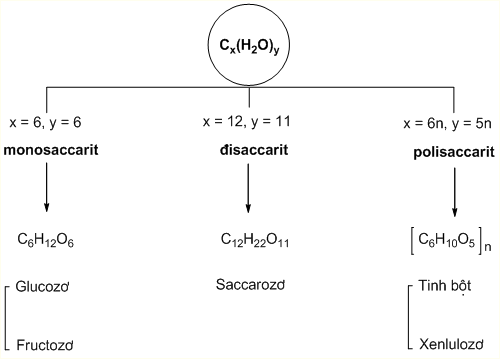 Cx(H2O)y
x = 6, y = 6
x = 12, y = 11
x = 6n, y = 5n
monosaccarit
đisaccarit
polisaccarit
C6H12O6
C12H22O11
[C6H10O5]n
Glucozơ
Saccarozơ
Tinh bột
Fructozơ
Xenlulozơ